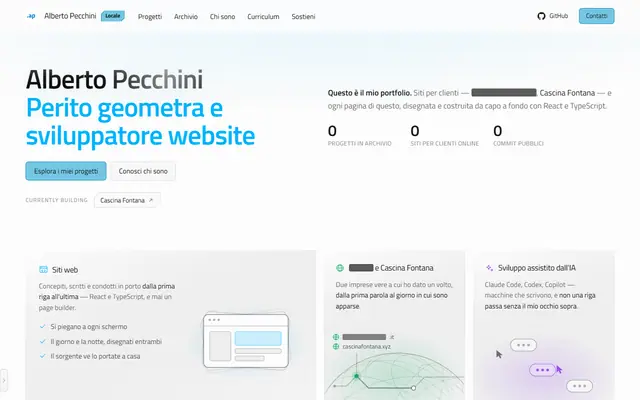 .ap Alberto Pecchini Locale Progetti Archivio Chi sono Curriculum Sostieni GitHub Contatti
Alberto Pecchini
Perito geometra e
sviluppatore website
Esplora i miei progetti Conosci chi sono
CURRENTLY BUILDING Cascina Fontana ↗
Questo è il mio portfolio. Siti per clienti — , Cascina Fontana — e
ogni pagina di questo, disegnata e costruita da capo a fondo con React e TypeScript.
0 0 0
PROGETTI IN ARCHIVIO SITI PER CLIENTI ONLINE COMMIT PUBBLICI
Siti web
Concepiti, scritti e condotti in porto dalla prima
riga all'ultima — React e TypeScript, e mai un
page builder.
Si piegano a ogni schermo
Il giorno e la notte, disegnati entrambi
Il sorgente ve lo portate a casa
e Cascina Fontana
Due imprese vere a cui ho dato un volto,
dalla prima parola al giorno in cui sono
apparse.
.it
cascinafontana.xyz
Sviluppo assistito dall'IA
Claude Code, Codex, Copilot —
macchine che scrivono, e non una riga
passa senza il mio occhio sopra.